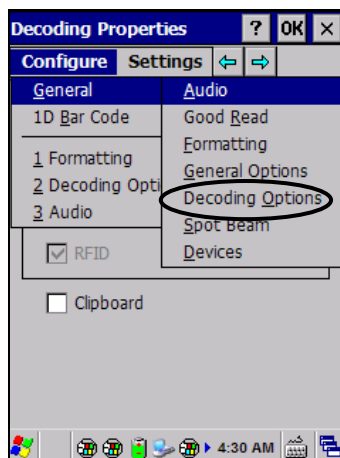 Decoding Properties ? OK ×
Configure Settings
General
1D Bar Code
1 Formatting
2 Decoding Opti
3 Audio
Audio
Good Read
Formatting
General Options
Decoding Options
Spot Beam
Devices
RFID
Clipboard
4:30 AM